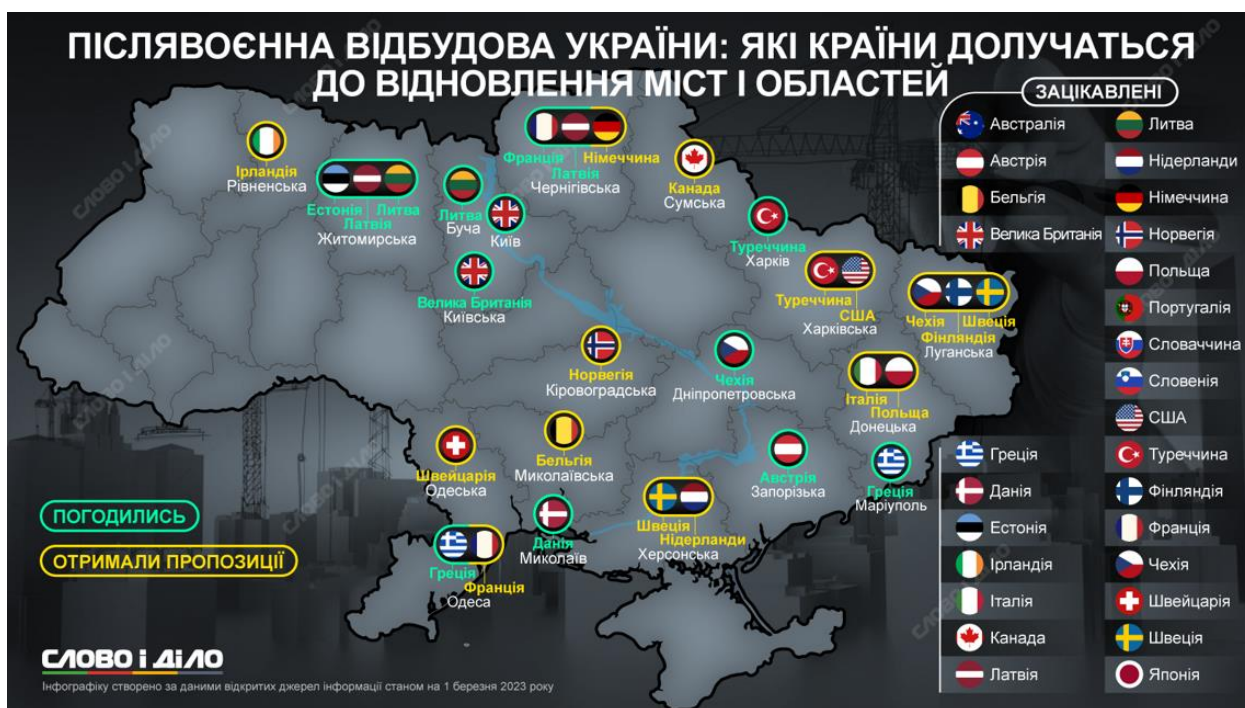 ПІСЛЯВОЄННА ВІДБУДОВА УКРАЇНИ: ЯКІ КРАЇНИ ДОЛУЧАТЬСЯ
ДО ВІДНОВЛЕННЯ МІСТ І ОБЛАСТЕЙ
Ірландія
Рівненська
Естонія
Литва
Латвія
Житомирська
Литва
Буча
Київ
Велика Британія
Київська
Франція
Німеччина
Латвія
Чернігівська
Канада
Сумська
Туреччина
Харків
Туреччина
США
Харківська
Чехія
Швеція
Фінляндія
Луганська
Норвегія
Кіровоградська
Чехія
Дніпропетровська
Італія
Польща
Донецька
Швейцарія
Одеська
Бельгія
Миколаївська
Австрія
Запорізька
Греція
Маріуполь
Швеція
Нідерланди
Херсонська
Данія
Миколаїв
Греція
Франція
Одеса
ПОГОДИЛИСЬ
ОТРИМАЛИ ПРОПОЗИЦІЇ
ЗАЦІКАВЛЕНІ
Австралія
Австрія
Бельгія
Велика Британія
Греція
Данія
Естонія
Ірландія
Італія
Канада
Латвія
Литва
Нідерланди
Німеччина
Норвегія
Польща
Португалія
Словаччина
Словенія
США
Туреччина
Фінляндія
Франція
Чехія
Швейцарія
Швеція
Японія
СЛОВО і ДіЛО
Інфографіку створено за даними відкритих джерел інформації станом на 1 березня 2023 року